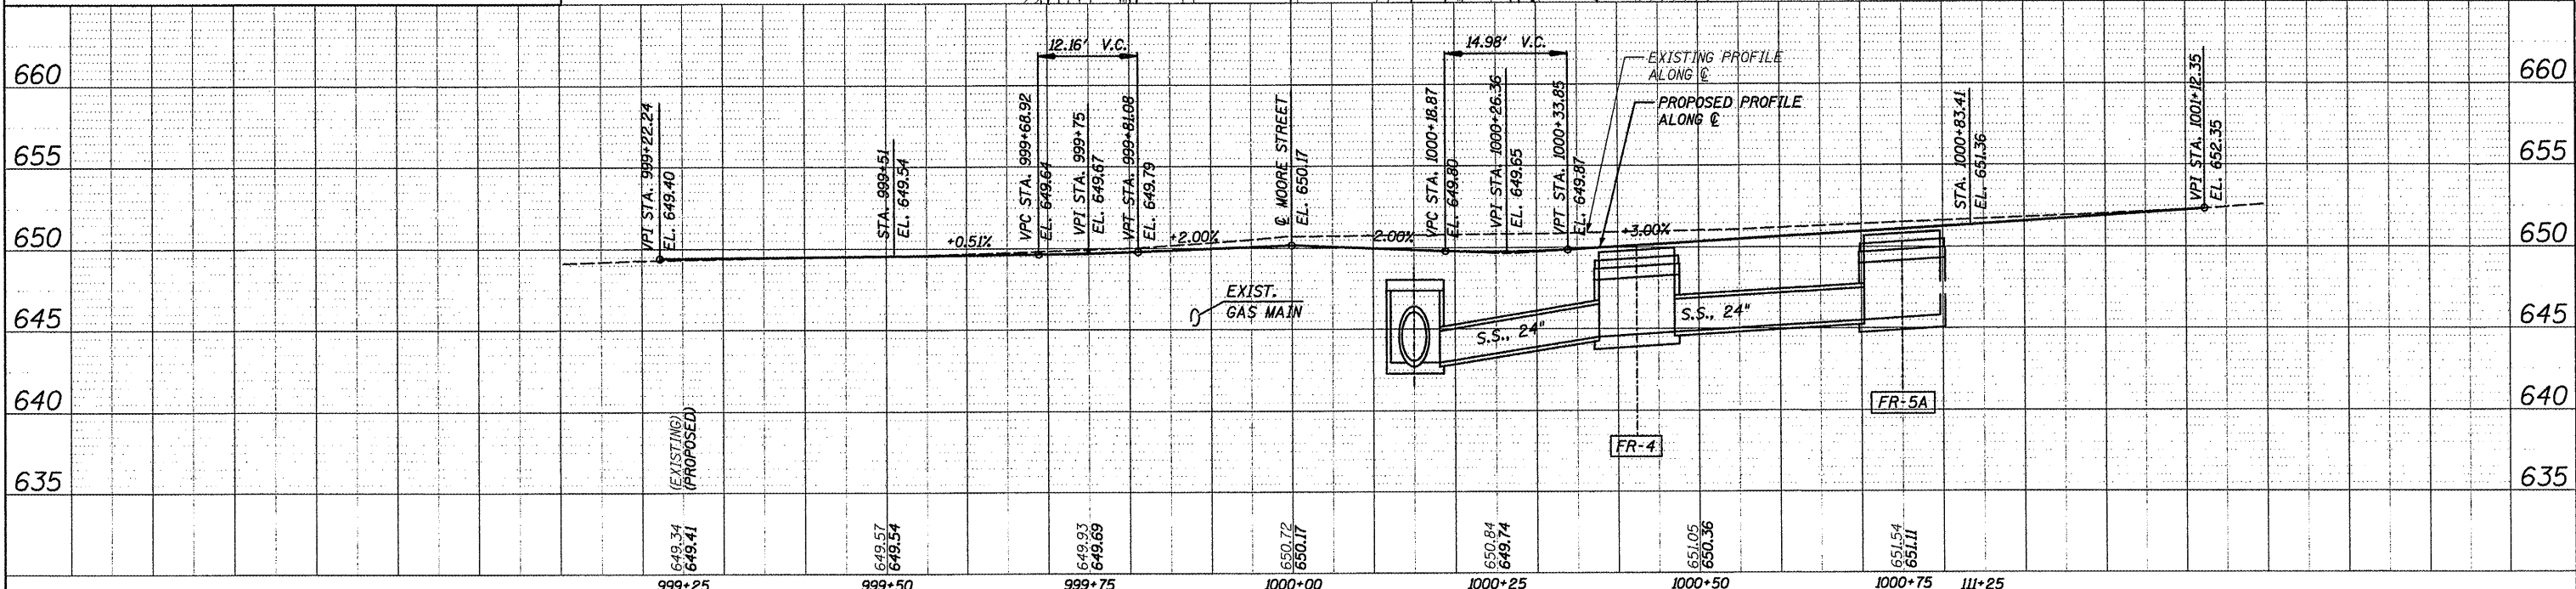 12.16' V.C.
14.98' V.C.
EXISTING PROFILE
ALONG ℄
PROPOSED PROFILE
ALONG ℄
660
660
655
655
650
650
645
645
640
640
635
635
VPI STA. 999+22.24
EL. 649.40
STA. 999+51
EL. 649.54
VPC STA. 999+68.92
EL. 649.64
VPI STA. 999+75
EL. 649.67
VPT STA. 999+81.08
EL. 649.79
℄ MOORE STREET
EL. 650.17
VPC STA. 1000+18.87
EL. 649.80
VPI STA. 1000+26.36
EL. 649.65
VPT STA. 1000+33.85
EL. 649.87
STA. 1000+83.41
EL. 651.36
VPI STA. 1101+12.35
EL. 652.35
+0.51%
+2.00%
2.00%
+3.00%
EXIST.
GAS MAIN
S.S., 24"
S.S., 24"
FR-4
FR-5A
(EXISTING)
(PROPOSED)
649.34
649.41
649.57
649.54
649.93
649.69
650.72
650.17
650.84
649.74
651.05
650.36
651.54
651.11
999+25
999+50
999+75
1000+00
1000+25
1000+50
1000+75
111+25